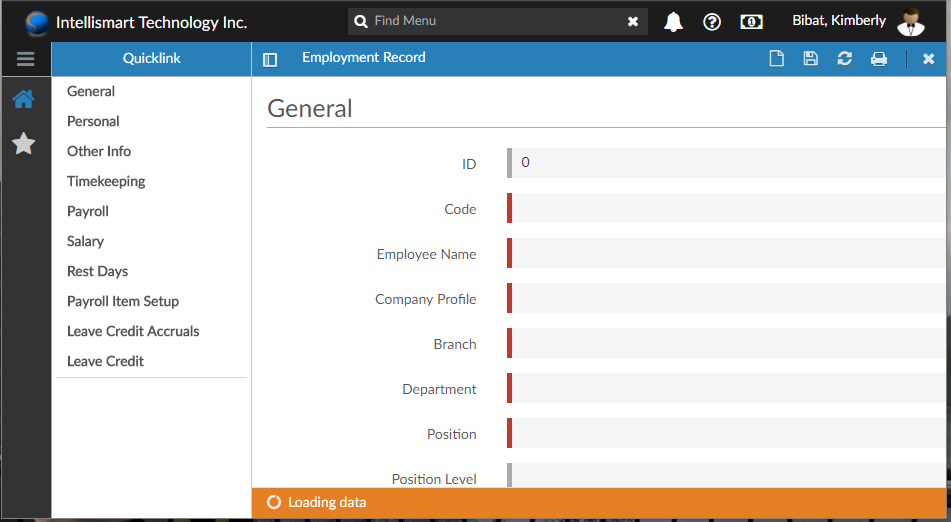 Intellismart Technology Inc.
Find Menu
Bibat, Kimberly
Quicklink
Employment Record
General
Personal
Other Info
Timekeeping
Payroll
Salary
Rest Days
Payroll Item Setup
Leave Credit Accruals
Leave Credit
General
ID
0
Code
Employee Name
Company Profile
Branch
Department
Position
Position Level
Loading data